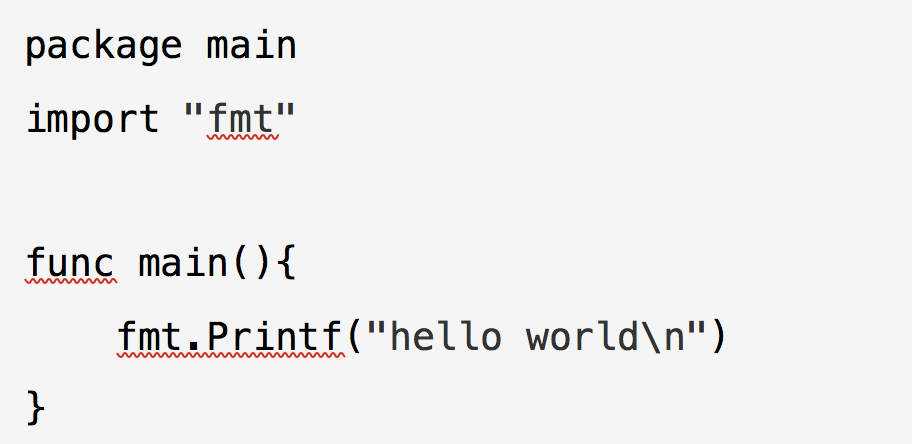 package main
import "fmt"
func main(){
    fmt.Printf("hello world\n")
}